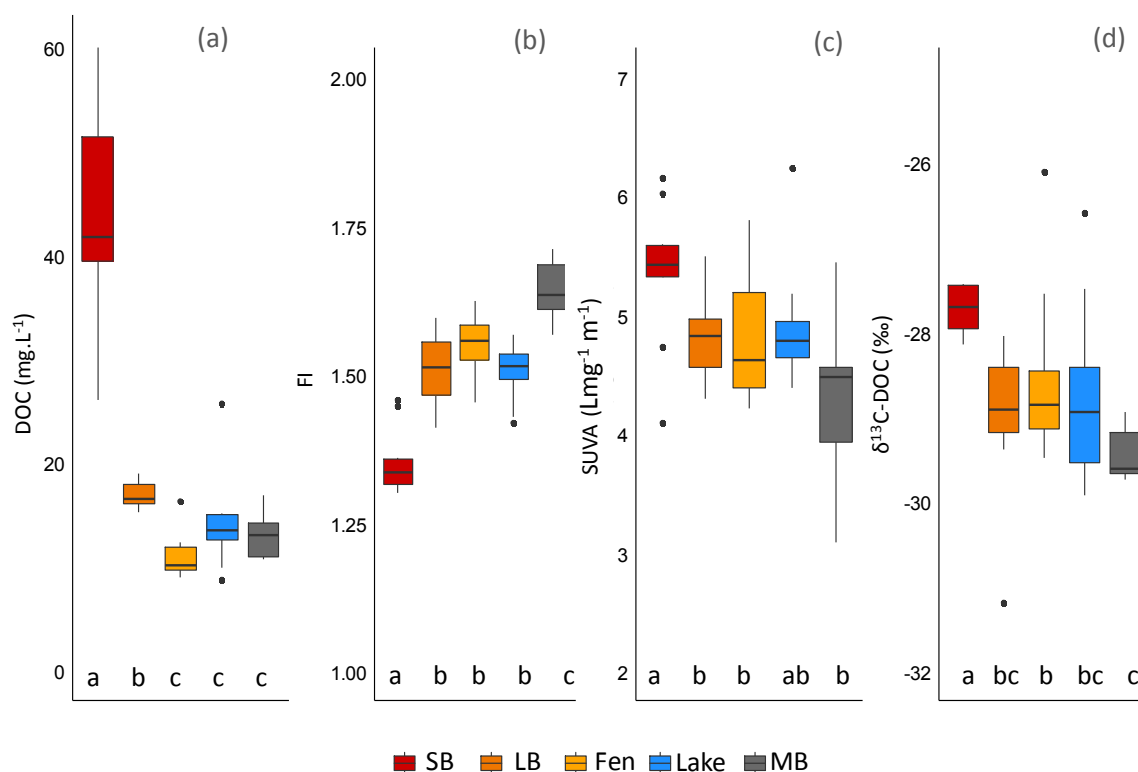 (a)
60
40
20
0
DOC (mg.L-1)
a b c c c
(b)
2.00
1.75
1.50
1.25
1.00
FI
a b b b c
(c)
7
6
5
4
3
2
SUVA (Lmg-1 m-1)
a b b ab b
(d)
-26
-28
-30
-32
δ13C-DOC (‰)
a bc b bc c
SB LB Fen Lake MB